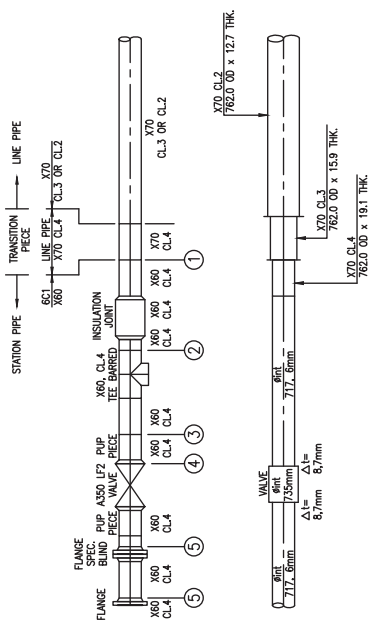 STATION PIPE
TRANSITION
PIECE
LINE PIPE
6C1
X60
LINE PIPE
X70 CL.4
X70
CL.3 OR CL.2
FLANGE
FLANGE
SPEC.
BLIND
PUP
PIECE
A350 LF2
VALVE
PUP
PIECE
X60, CL.4
TEE BARRED
INSULATION
JOINT
X60
CL.4
X60
CL.4
X60
CL.4
X60
CL.4
X60
CL.4
X60
CL.4
X60
CL.4
X60
CL.4
X70
CL.4
X70
CL.3 OR CL.2
5
5
4
3
2
1
X70 CL.2
762.0 OD x 12.7 THK.
VALVE
øint
717. 6mm
øint
735mm
øint
717. 6mm
Δt=
8,7mm
Δt=
8,7mm
X70 CL.4
762.0 OD x 19.1 THK.
X70 CL.3
762.0 OD x 15.9 THK.